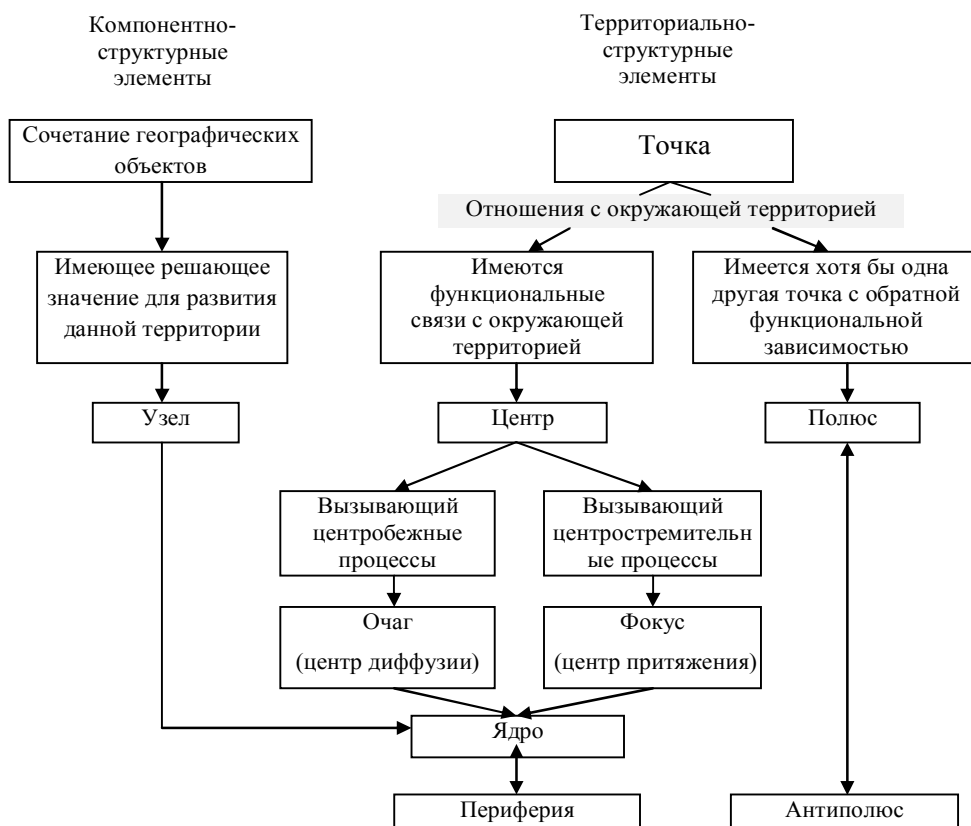 Компонентно-
структурные
элементы
Территориально-
структурные
элементы
Сочетание географических
объектов
Точка
Отношения с окружающей территорией
Имеющее решающее
значение для развития
данной территории
Имеются
функциональные
связи с окружающей
территорией
Имеется хотя бы одна
другая точка с обратной
функциональной
зависимостью
Узел
Центр
Полюс
Вызывающий
центробежные
процессы
Вызывающий
центростремительн
ые процессы
Очаг
(центр диффузии)
Фокус
(центр притяжения)
Ядро
Периферия
Антиполюс